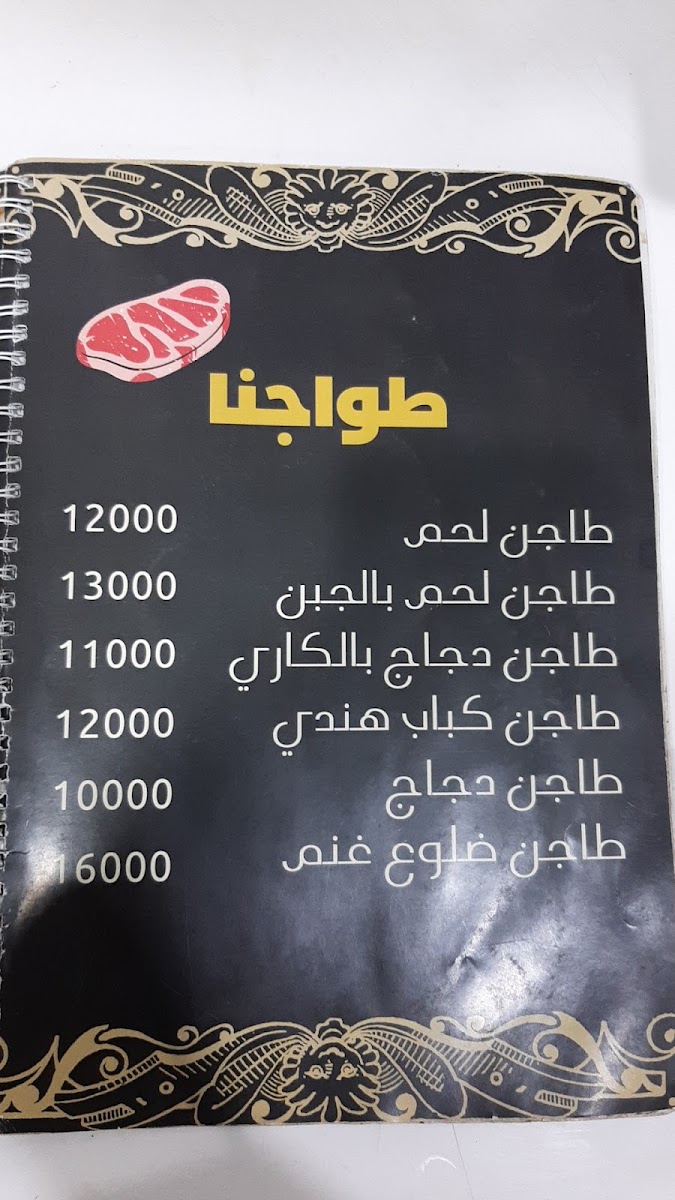 طواجنا
طاجن لحم 12000
طاجن لحم بالجبن 13000
طاجن دجاج بالكاري 11000
طاجن كباب هندي 12000
طاجن دجاج 10000
طاجن ضلوع غنم 16000